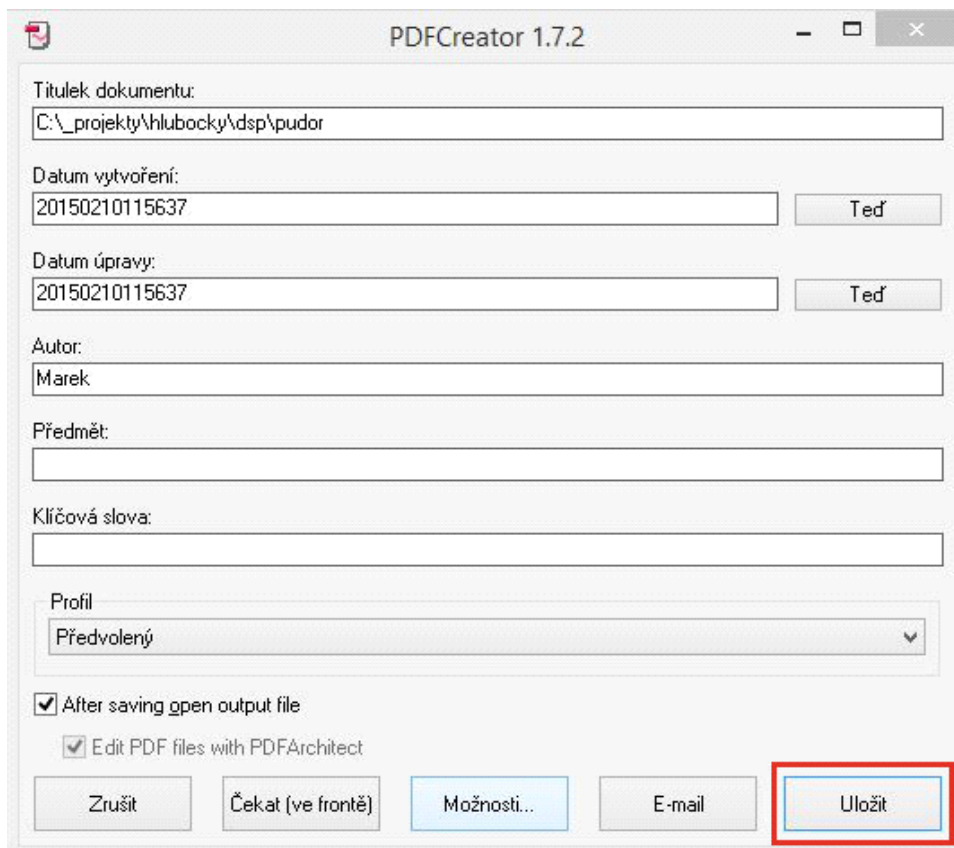 PDFCreator 1.7.2
Titulek dokumentu:
C:\_projekty\hlubocky\dsp\pudor
Datum vytvoření:
20150210115637
Teď
Datum úpravy:
20150210115637
Teď
Autor:
Marek
Předmět:
Klíčová slova:
Profil
Předvolený
After saving open output file
Edit PDF files with PDFArchitect
Zrušit Čekat (ve frontě) Možnosti... E-mail Uložit